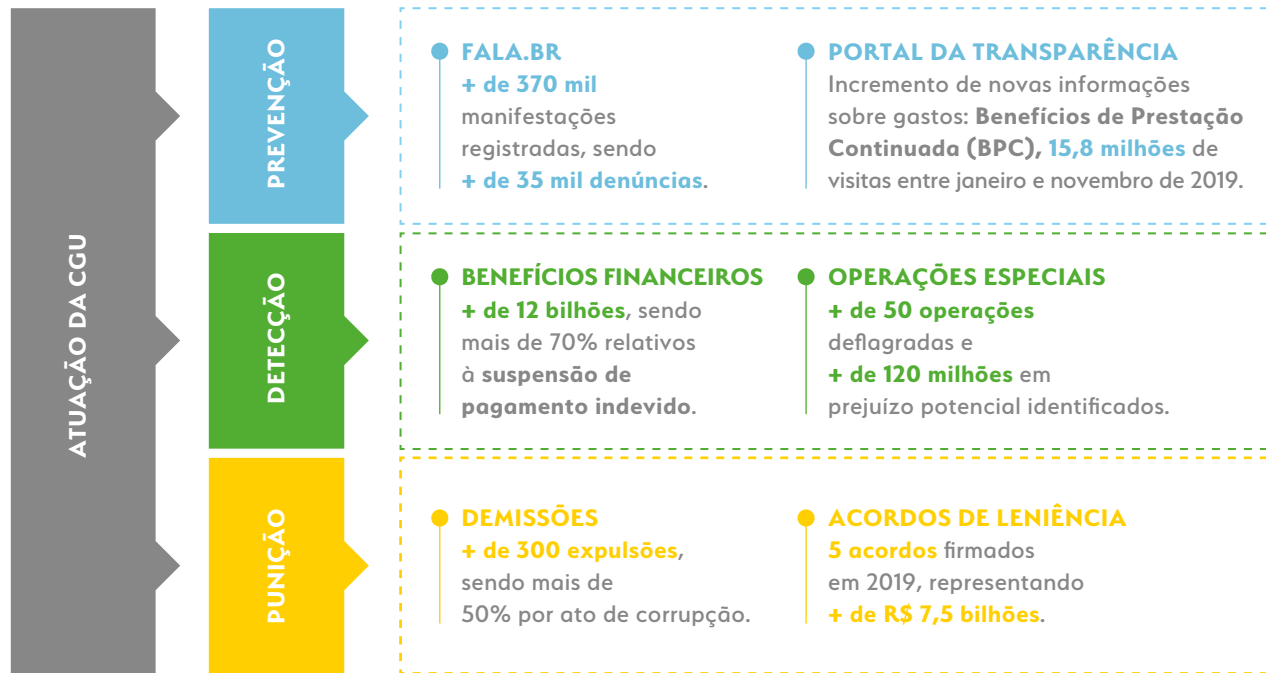 ATUAÇÃO DA CGU
PREVENÇÃO
FALA.BR
+ de 370 mil
manifestações
registradas, sendo
+ de 35 mil denúncias.
PORTAL DA TRANSPARÊNCIA
Incremento de novas informações
sobre gastos: Benefícios de Prestação
Continuada (BPC), 15,8 milhões de
visitas entre janeiro e novembro de 2019.
DETECÇÃO
BENEFÍCIOS FINANCEIROS
+ de 12 bilhões, sendo
mais de 70% relativos
à suspensão de
pagamento indevido.
OPERAÇÕES ESPECIAIS
+ de 50 operações
deflagradas e
+ de 120 milhões em
prejuízo potencial identificados.
PUNIÇÃO
DEMISSÕES
+ de 300 expulsões,
sendo mais de
50% por ato de corrupção.
ACORDOS DE LENIÊNCIA
5 acordos firmados
em 2019, representando
+ de R$ 7,5 bilhões.